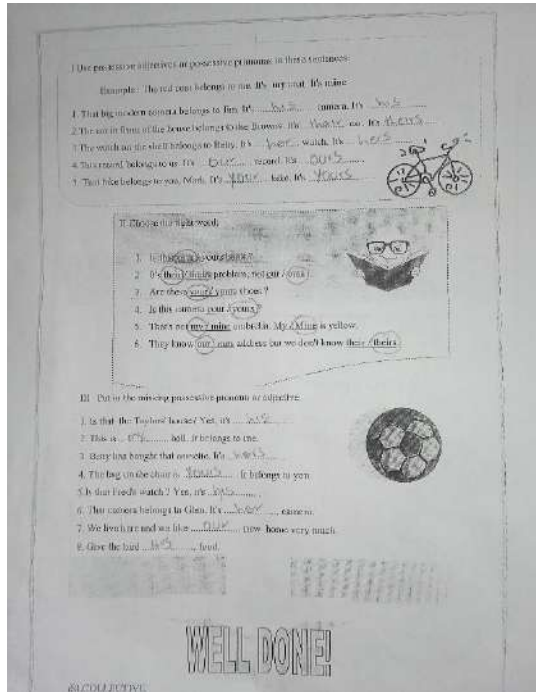 I Use possessive adjectives or possessive pronouns in these sentences:
Example: The red coat belongs to me. It's my coat. It's mine
1. That big modern camera belongs to Jim. It's his camera. It's his
2. The car in front of the house belongs to the Browns. It's their car. It's theirs
3. The watch on the shelf belongs to Betty. It's her watch. It's hers
4. This record belongs to us. It's our record. It's ours
5. That bike belongs to you, Mark. It's your bike. It's yours
II Choose the right word:
1. Is your
2. It's their / theirs problem, not our / ours.
3. Are these your / yours shoes?
4. Is this camera your / yours?
5. That's not my / mine umbrella. My / Mine is yellow.
6. They know our / ours address but we don't know their / theirs.
III Put in the missing possessive pronoun or adjective.
1. Is that the Taylors' house? Yes, it's
2. This is my ball. It belongs to me.
3. Betty has bought that It's hers
4. The bag on the chair is yours. It belongs to you.
5. Is that Fred's watch? Yes, it's his
6. This camera belongs to Glen. It's her camera.
7. We live here and we like our new home very much.
8. Give the bird its food.
WELL DONE!
iSLCOLLECTIVE